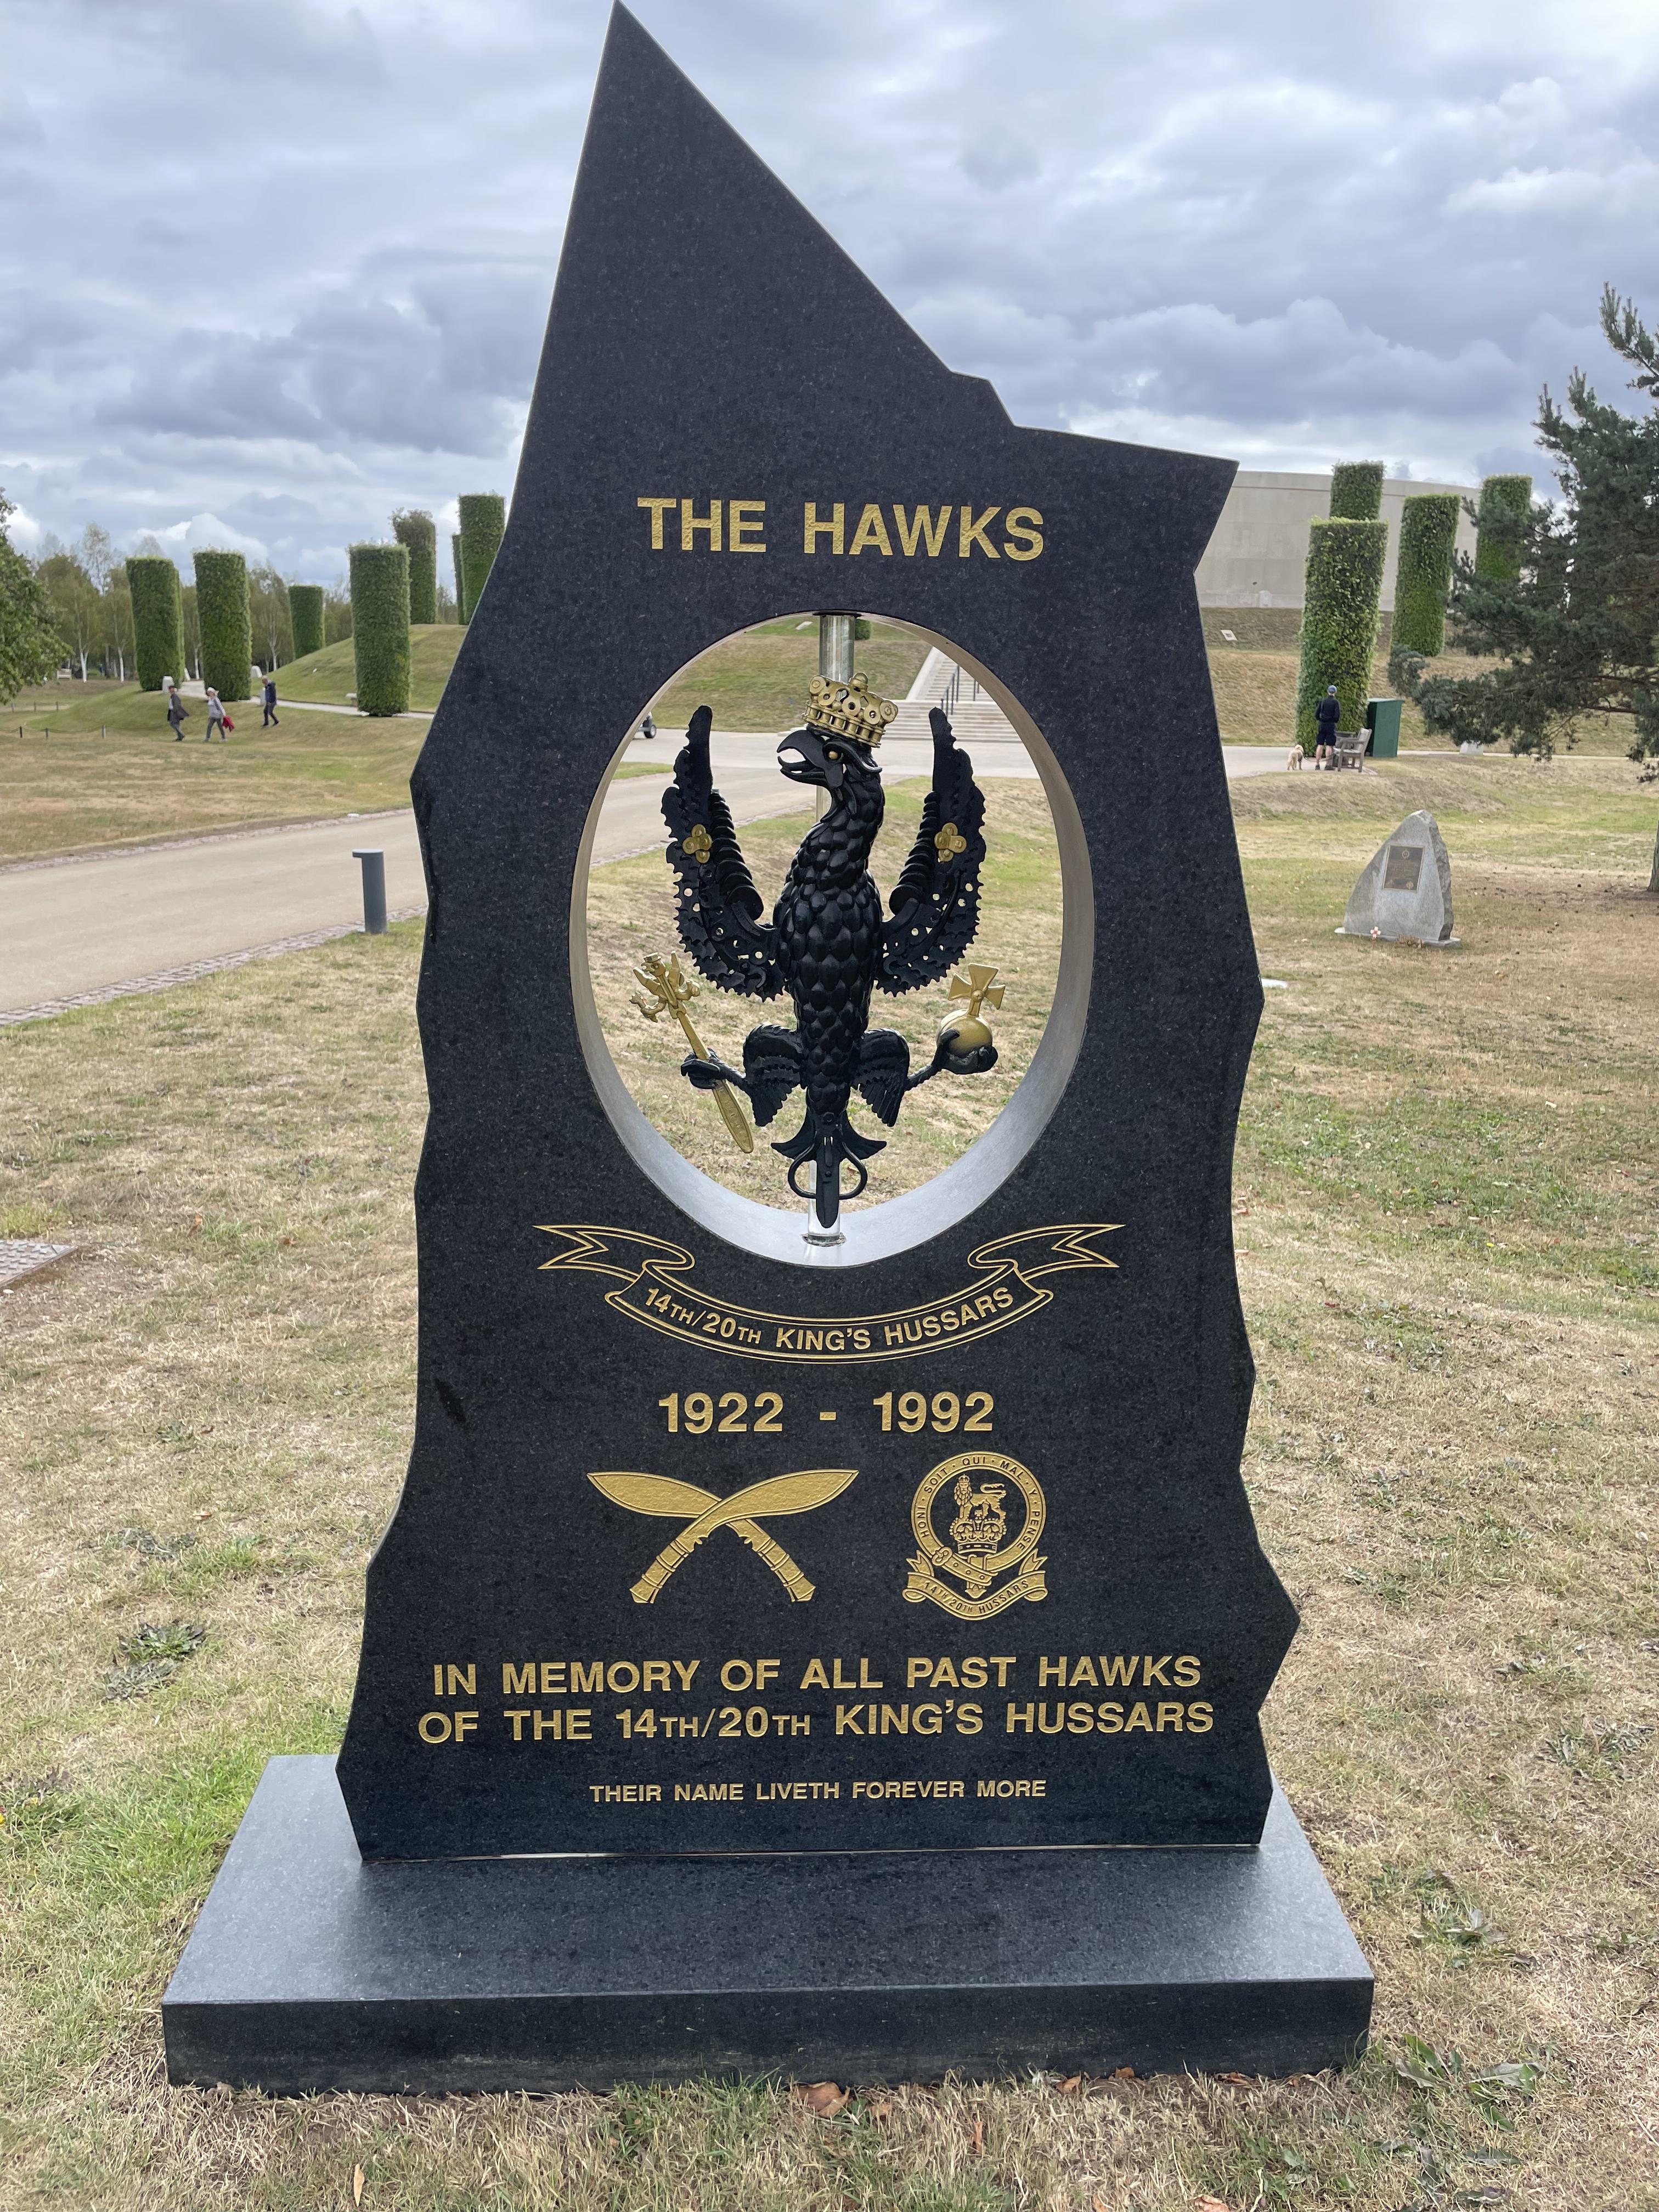 THE HAWKS
14TH/20TH KING'S HUSSARS
1922 - 1992
HONI · SOIT · QUI · MAL · Y · PENSE
14TH/20TH HUSSARS
IN MEMORY OF ALL PAST HAWKS
OF THE 14TH/20TH KING'S HUSSARS
THEIR NAME LIVETH FOREVER MORE